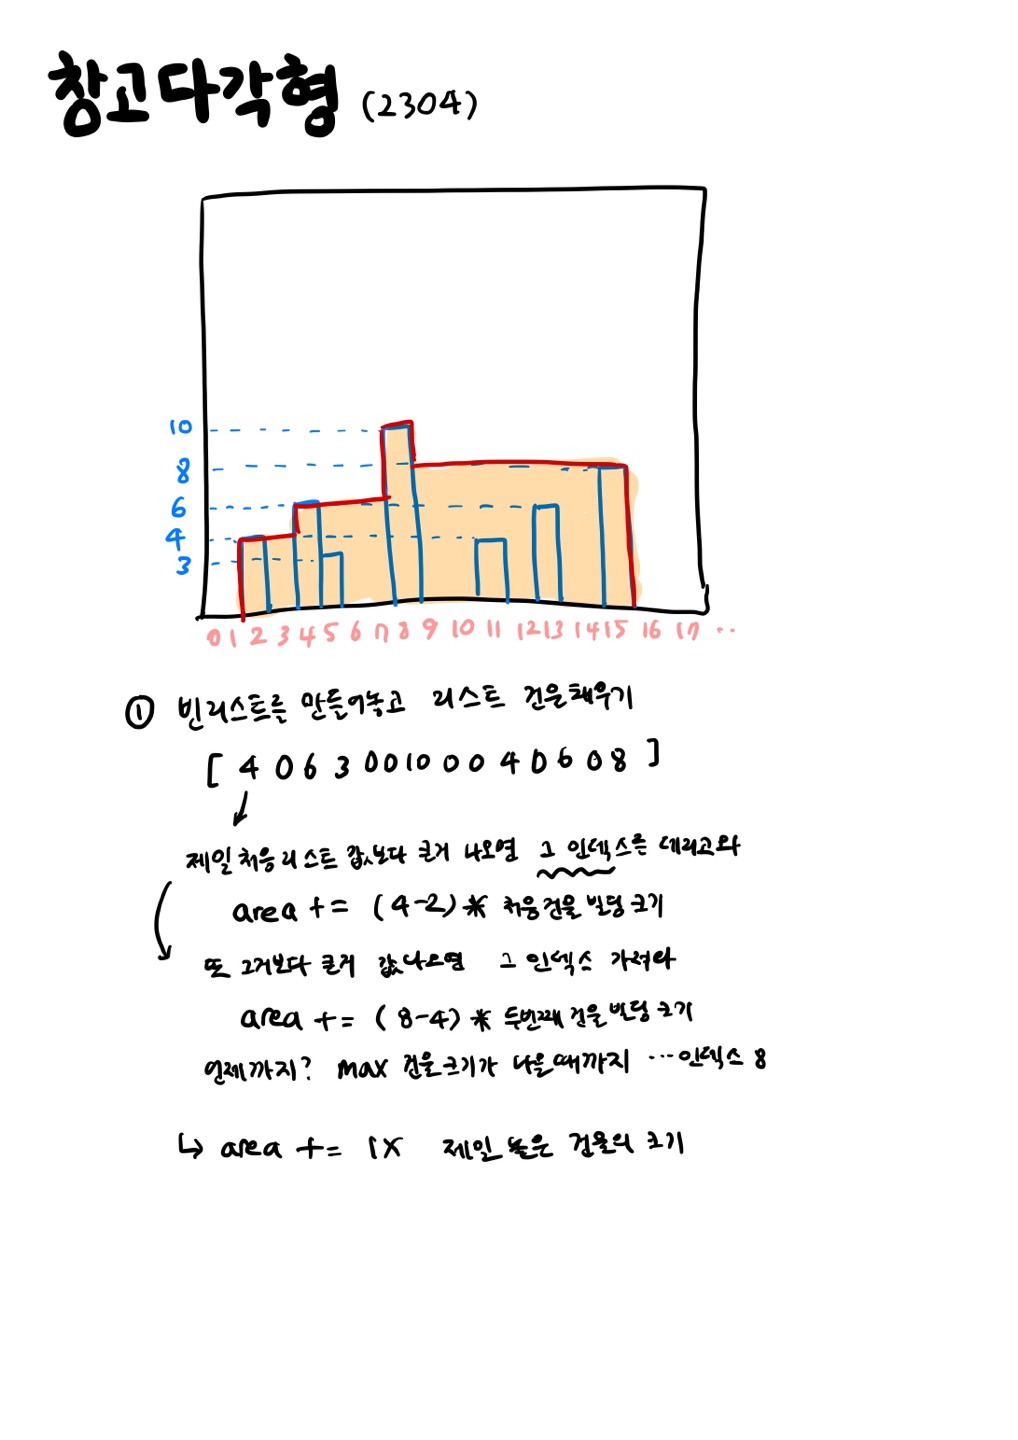 창고다각형 (2304)
10
8
6
4
3
0 1 2 3 4 5 6 7 8 9 10 11 12 13 14 15 16 17 ..
① 빈리스트를 만들어놓고 리스트 건물채우기
[ 4 0 6 3 0 0 10 0 0 4 0 6 0 8 ]
제일 처음 리스트 값보다 큰게 나오면 그 인덱스를 데리고와
area += (4-2)* 처음 건물 빌딩 크기
또 그거보다 큰게 값나오면 그 인덱스 가져와
area += (8-4)* 두번째 건물 빌딩 크기
언제까지? max 건물크기가 나올때까지 ... 인덱스 8
↳ area += 1x 제일 높은 건물의 크기